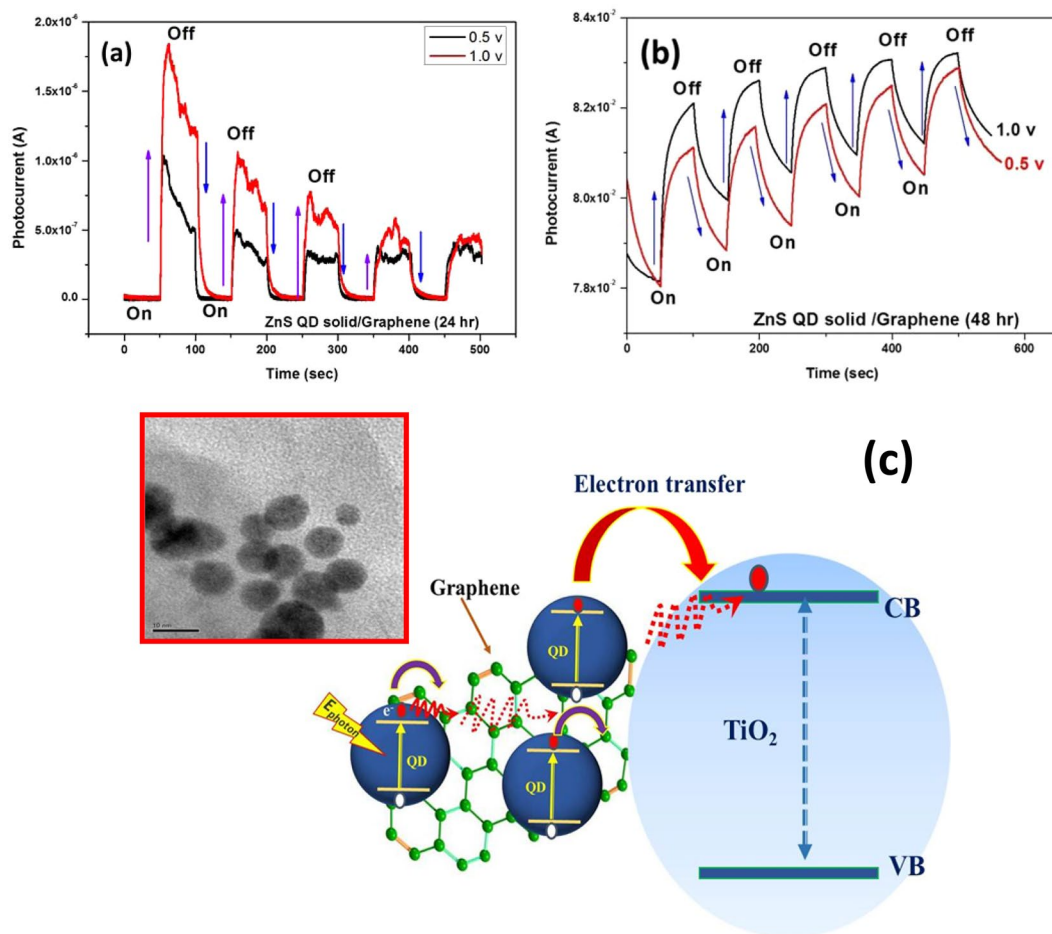 (a)
0.5 v
1.0 v
Off
Off
Off
On
On
2.0x10⁻⁶
1.5x10⁻⁶
1.0x10⁻⁶
5.0x10⁻⁷
0.0
Photocurrent (A)
ZnS QD solid/Graphene (24 hr)
0 100 200 300 400 500
Time (sec)
(b)
Off
Off
Off
Off
Off
1.0 v
0.5 v
On
On
On
On
On
8.4x10⁻²
8.2x10⁻²
8.0x10⁻²
7.8x10⁻²
Photocurrent (A)
ZnS QD solid /Graphene (48 hr)
0 200 400 600
Time (sec)
10 nm
(c)
Electron transfer
Graphene
QD
CB
E photon
e⁻
QD
QD
TiO₂
VB